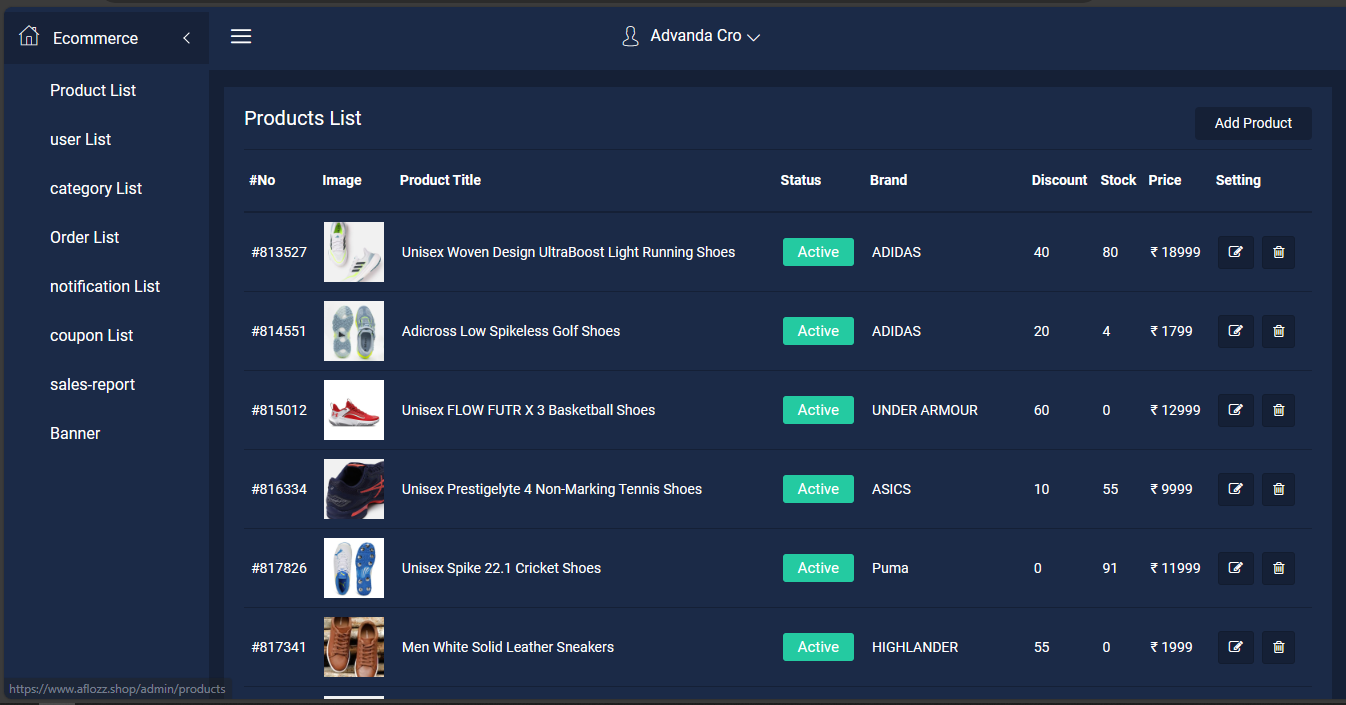 Ecommerce
Advanda Cro
Product List
user List
category List
Order List
notification List
coupon List
sales-report
Banner
Products List
Add Product
#No Image Product Title Status Brand Discount Stock Price Setting
#813527 Unisex Woven Design UltraBoost Light Running Shoes Active ADIDAS 40 80 ₹ 18999
#814551 Adicross Low Spikeless Golf Shoes Active ADIDAS 20 4 ₹ 1799
#815012 Unisex FLOW FUTR X 3 Basketball Shoes Active UNDER ARMOUR 60 0 ₹ 12999
#816334 Unisex Prestigelyte 4 Non-Marking Tennis Shoes Active ASICS 10 55 ₹ 9999
#817826 Unisex Spike 22.1 Cricket Shoes Active Puma 0 91 ₹ 11999
#817341 Men White Solid Leather Sneakers Active HIGHLANDER 55 0 ₹ 1999
https://www.aflozz.shop/admin/products